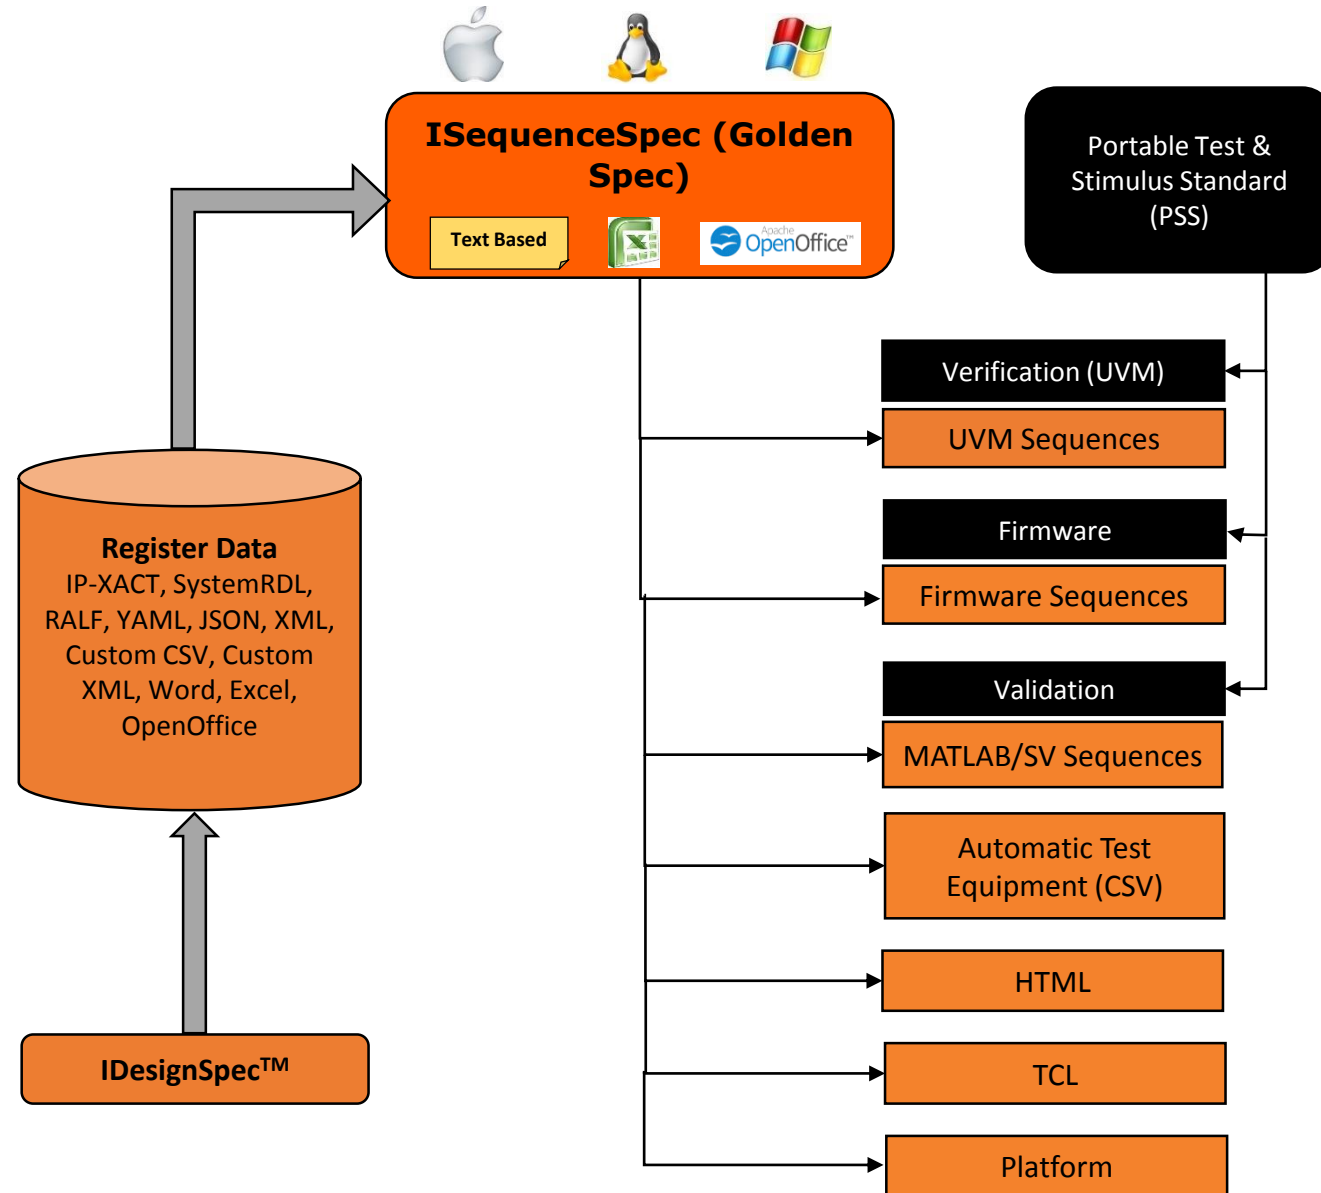 ISequenceSpec (Golden
Spec)
Text Based
Apache
OpenOffice™
Portable Test &
Stimulus Standard
(PSS)
Verification (UVM)
UVM Sequences
Firmware
Firmware Sequences
Validation
MATLAB/SV Sequences
Automatic Test
Equipment (CSV)
HTML
TCL
Platform
Register Data
IP-XACT, SystemRDL,
RALF, YAML, JSON, XML,
Custom CSV, Custom
XML, Word, Excel,
OpenOffice
IDesignSpec™